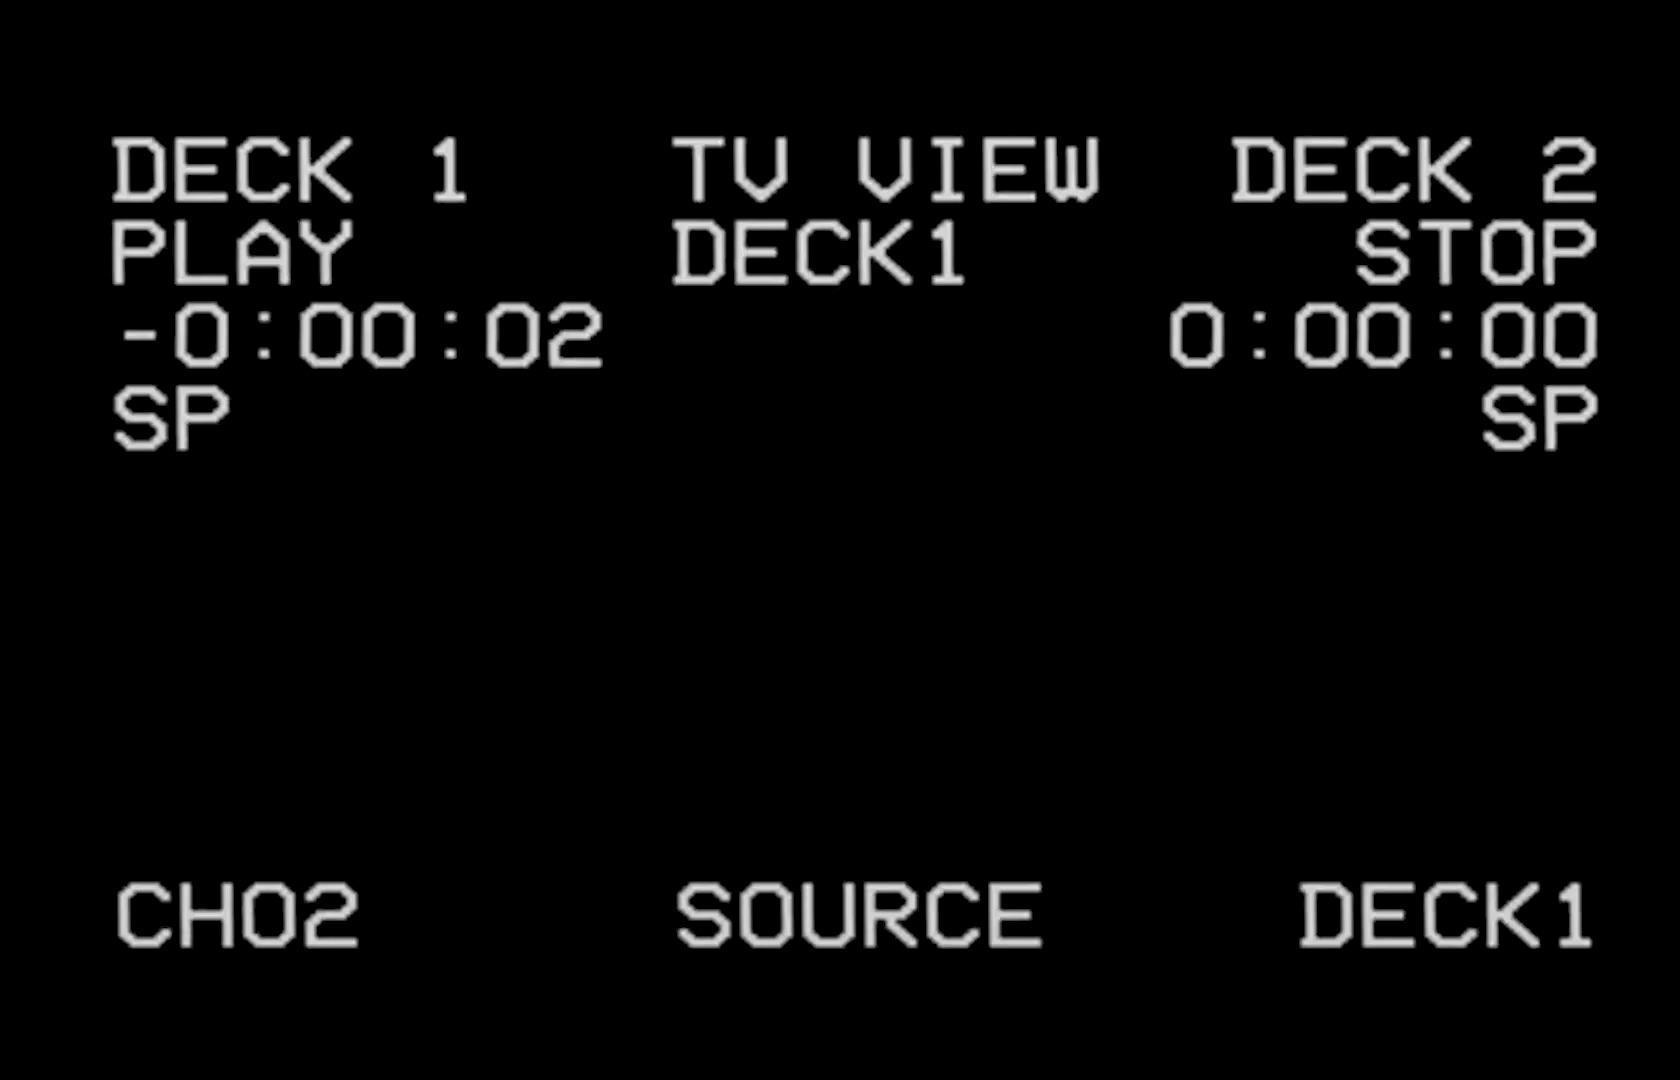 DECK 1 TV VIEW DECK 2
PLAY DECK1 STOP
-0:00:02 0:00:00
SP SP
CH02 SOURCE DECK1